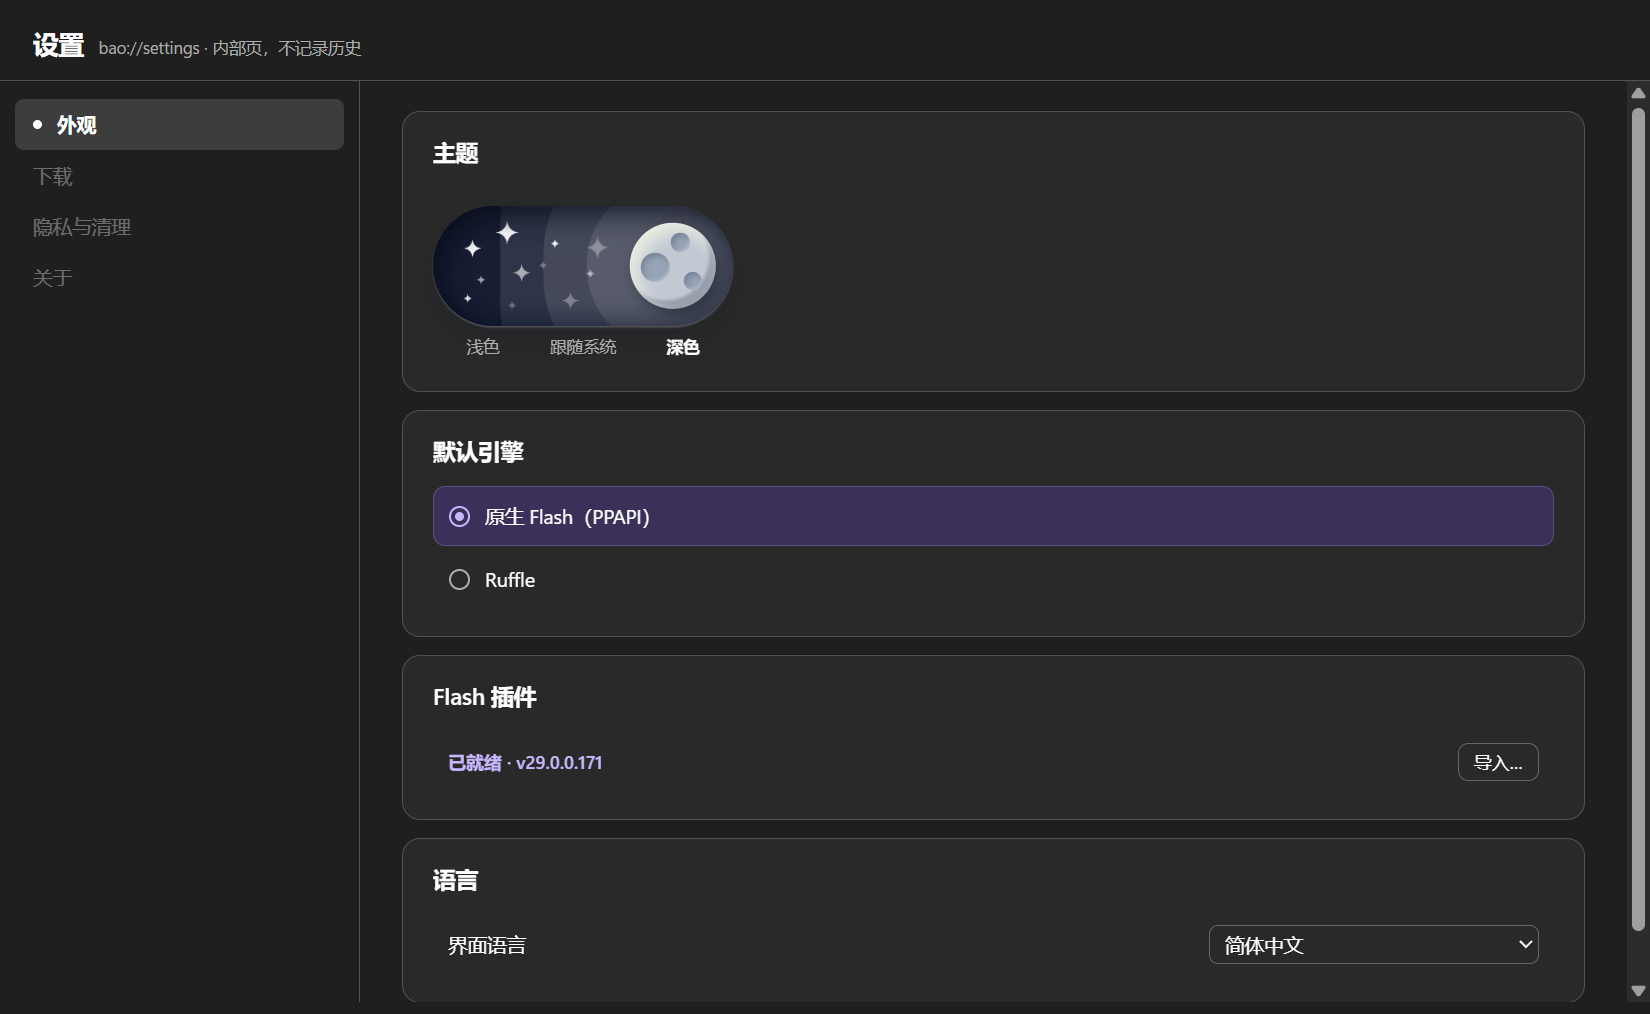 设置 bao://settings · 内部页，不记录历史
外观
下载
隐私与清理
关于
主题
浅色 跟随系统 深色
默认引擎
原生 Flash（PPAPI）
Ruffle
Flash 插件
已就绪 · v29.0.0.171
导入...
语言
界面语言
简体中文